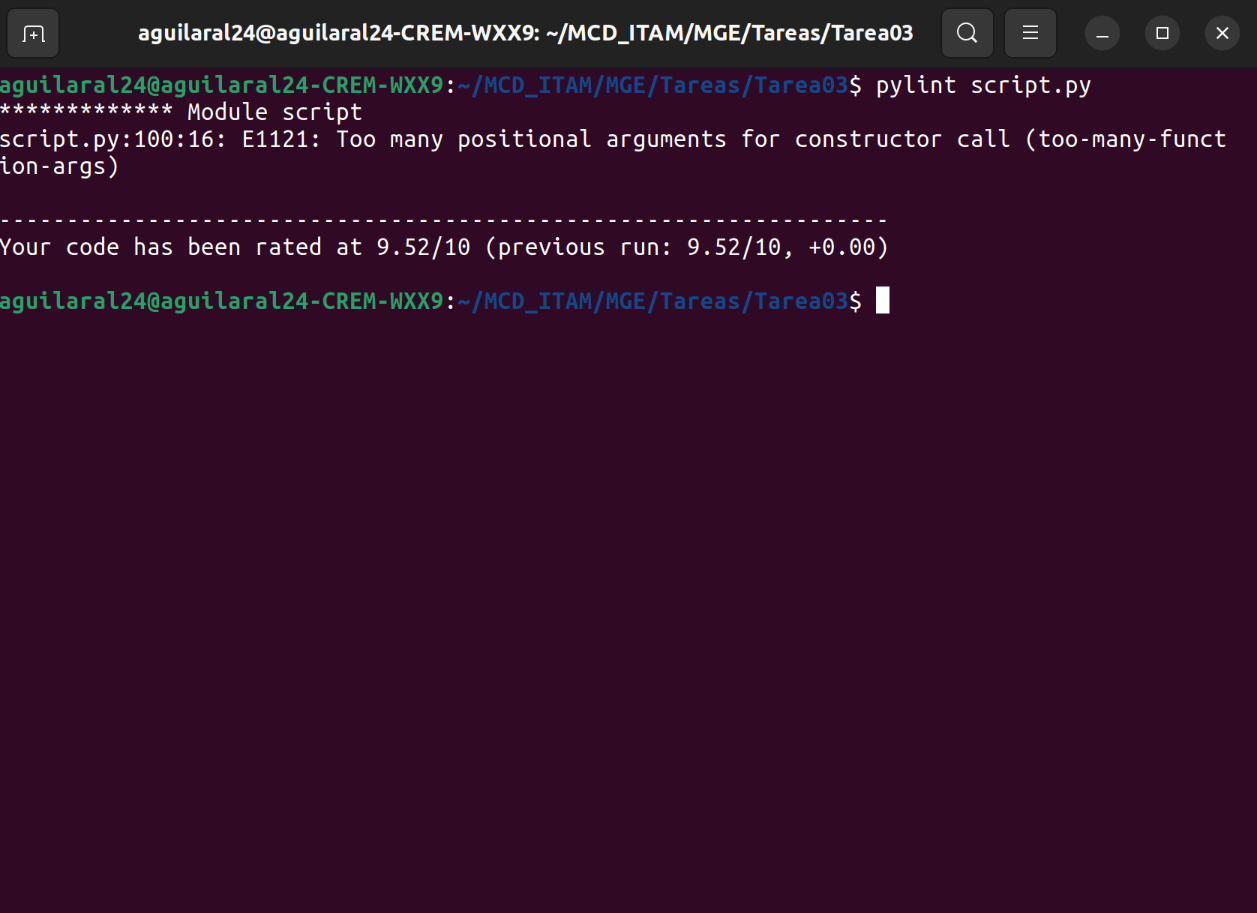 aguilaral24@aguilaral24-CREM-WXX9: ~/MCD_ITAM/MGE/Tareas/Tarea03
aguilaral24@aguilaral24-CREM-WXX9:~/MCD_ITAM/MGE/Tareas/Tarea03$ pylint script.py
************* Module script
script.py:100:16: E1121: Too many positional arguments for constructor call (too-many-funct
ion-args)
------------------------------------------------------------------
Your code has been rated at 9.52/10 (previous run: 9.52/10, +0.00)
aguilaral24@aguilaral24-CREM-WXX9:~/MCD_ITAM/MGE/Tareas/Tarea03$